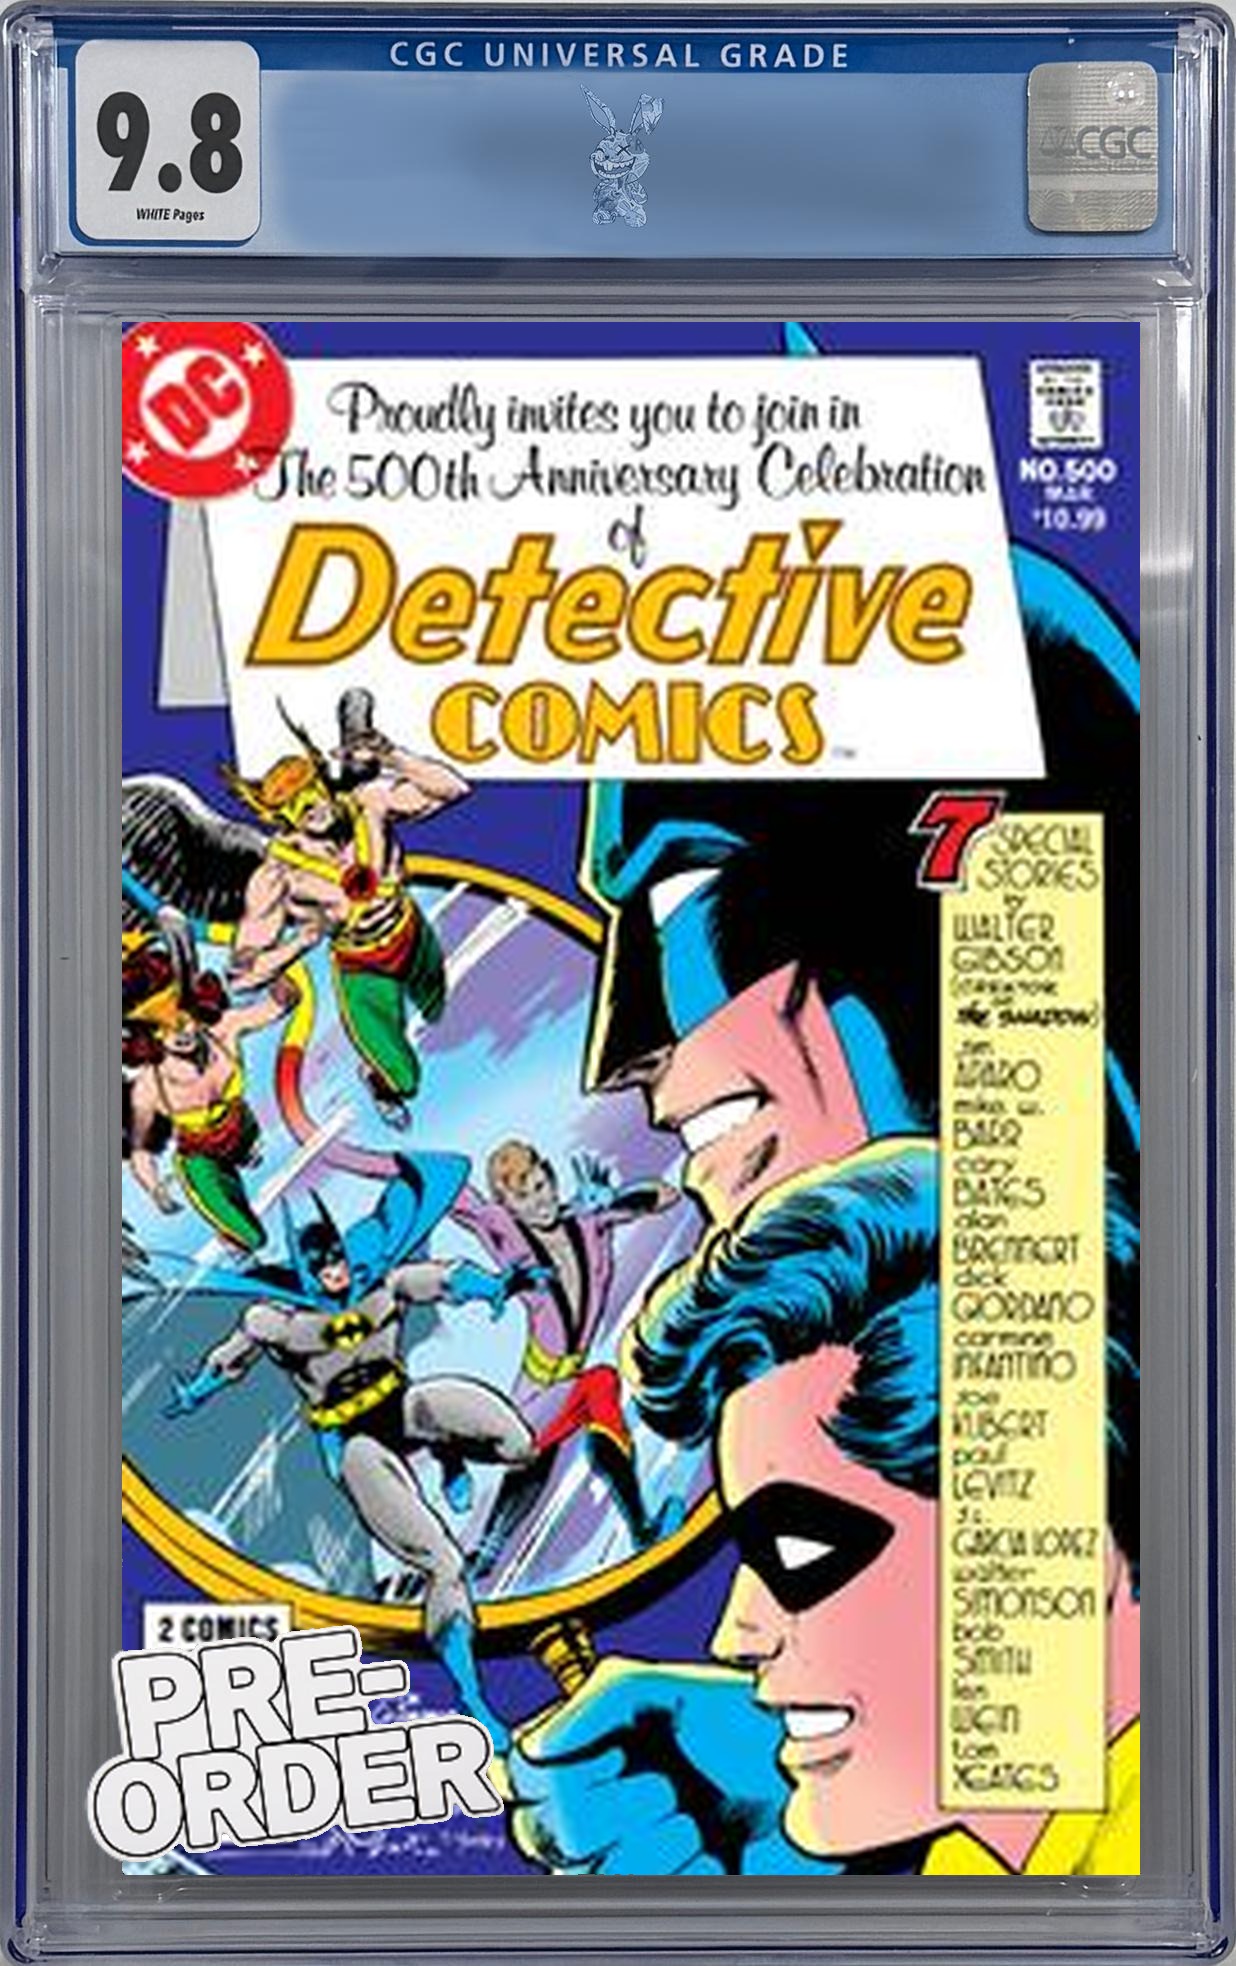 CGC UNIVERSAL GRADE
9.8
WHITE Pages
CGC
DC
Proudly invites you to join in
The 500th Anniversary Celebration
of
Detective
COMICS
NO.500
MAR
$10.99
7 SPECIAL
STORIES
by
WALTER
GIBSON
(CREATOR
OF
The SHADOW)
jim
APARO
mike w.
BARR
cary
BATES
alan
BRENNERT
dick
GIORDANO
carmine
INFANTINO
joe
KUBERT
paul
LEVITZ
J.L.
GARCIA LOPEZ
walter
SIMONSON
bob
SMITH
len
WEIN
tom
YEATES
2 COMICS
PRE-
ORDER